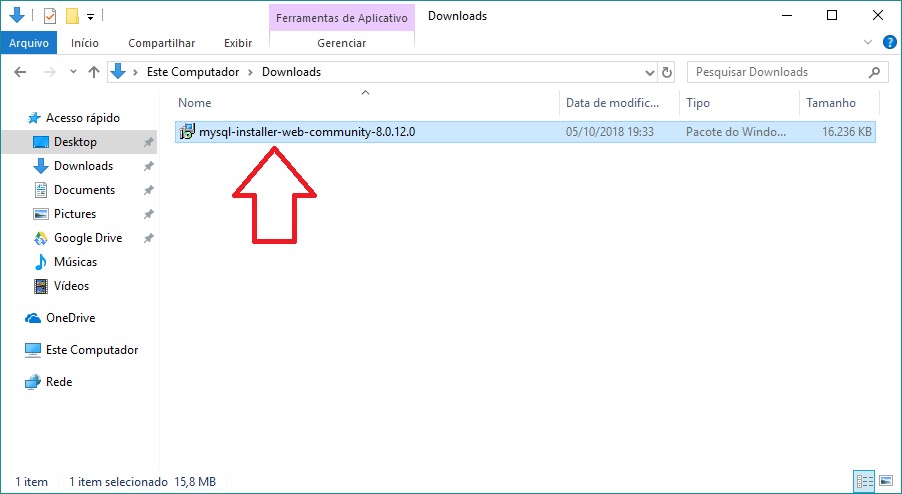 Ferramentas de Aplicativo
Downloads
Arquivo
Início
Compartilhar
Exibir
Gerenciar
Este Computador
Downloads
Pesquisar Downloads
Nome
Data de modific...
Tipo
Tamanho
Acesso rápido
mysql-installer-web-community-8.0.12.0
05/10/2018 19:33
Pacote do Windo...
16.236 KB
Desktop
Downloads
Documents
Pictures
Google Drive
Músicas
Vídeos
OneDrive
Este Computador
Rede
1 item
1 item selecionado 15,8 MB